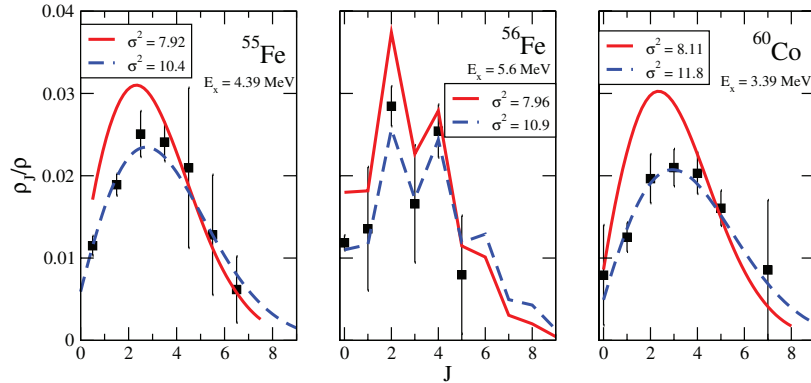 0.04
0.03
0.02
0.01
0
ρJ/ρ
σ² = 7.92
σ² = 10.4
⁵⁵Fe
Eₓ = 4.39 MeV
0 2 4 6 8
⁵⁶Fe
Eₓ = 5.6 MeV
σ² = 7.96
σ² = 10.9
0 2 4 6 8
J
σ² = 8.11
σ² = 11.8
⁶⁰Co
Eₓ = 3.39 MeV
0 2 4 6 8